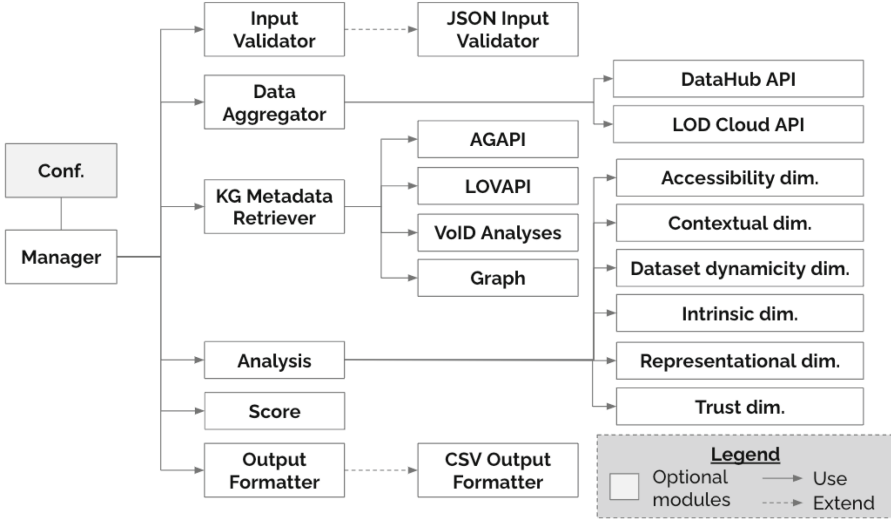 Input
Validator
JSON Input
Validator
Data
Aggregator
DataHub API
LOD Cloud API
Conf.
Manager
KG Metadata
Retriever
AGAPI
LOVAPI
VoID Analyses
Graph
Accessibility dim.
Contextual dim.
Dataset dynamicity dim.
Intrinsic dim.
Representational dim.
Trust dim.
Analysis
Score
Output
Formatter
CSV Output
Formatter
Legend
Optional
modules
Use
Extend